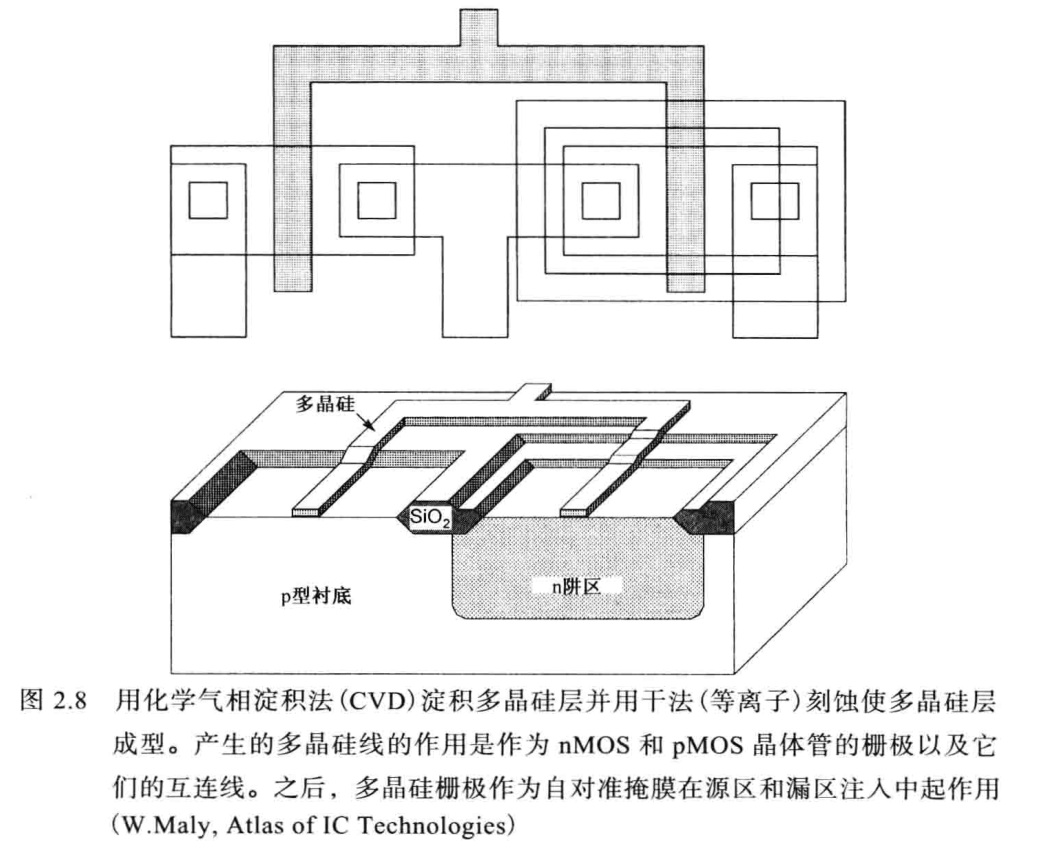 多晶硅
SiO2
n阱区
p型衬底
图 2.8 用化学气相淀积法(CVD)淀积多晶硅层并用干法(等离子)刻蚀使多晶硅层
成型。产生的多晶硅线的作用是作为 nMOS 和 pMOS 晶体管的栅极以及它
们的互连线。之后，多晶硅栅极作为自对准掩膜在源区和漏区注入中起作用
(W.Maly, Atlas of IC Technologies)